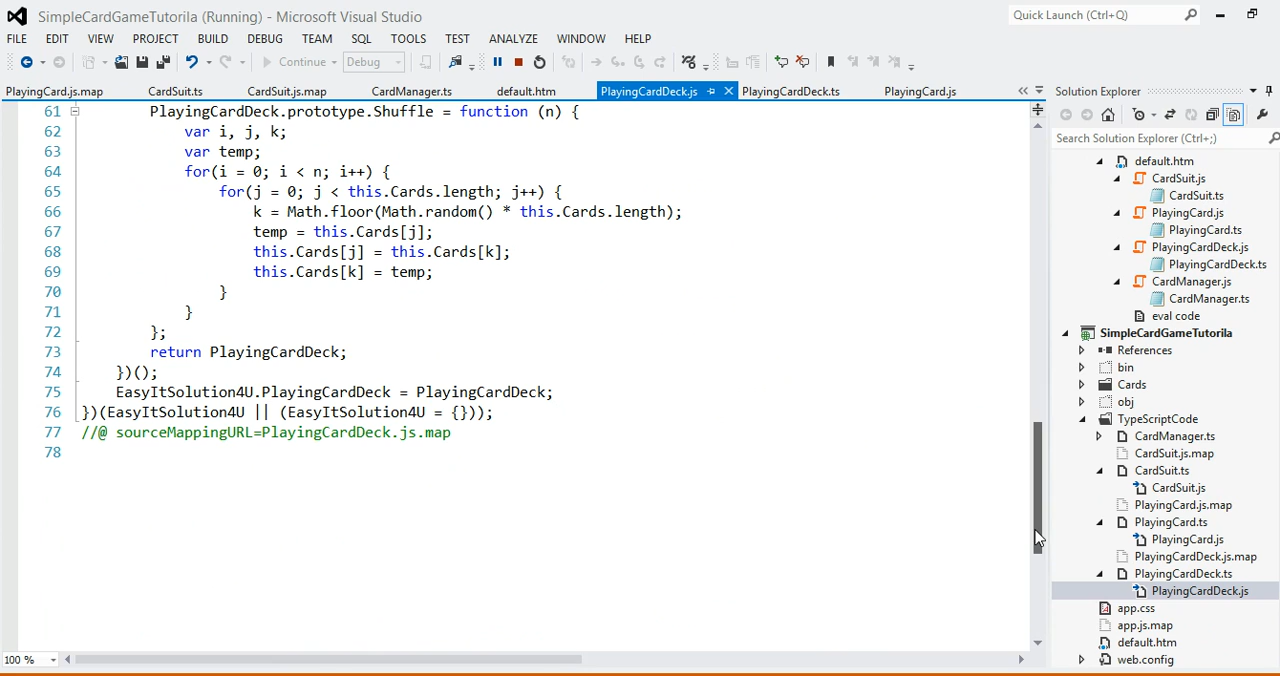 SimpleCardGameTutorila (Running) - Microsoft Visual Studio
Quick Launch (Ctrl+Q)
FILE EDIT VIEW PROJECT BUILD DEBUG TEAM SQL TOOLS TEST ANALYZE WINDOW HELP
Continue Debug
PlayingCard.js.map CardSuit.ts CardSuit.js.map CardManager.ts default.htm PlayingCardDeck.js PlayingCardDeck.ts PlayingCard.js
61 PlayingCardDeck.prototype.Shuffle = function (n) {
62 var i, j, k;
63 var temp;
64 for(i = 0; i < n; i++) {
65 for(j = 0; j < this.Cards.length; j++) {
66 k = Math.floor(Math.random() * this.Cards.length);
67 temp = this.Cards[j];
68 this.Cards[j] = this.Cards[k];
69 this.Cards[k] = temp;
70 }
71 }
72 };
73 return PlayingCardDeck;
74 })();
75 EasyItSolution4U.PlayingCardDeck = PlayingCardDeck;
76 })(EasyItSolution4U || (EasyItSolution4U = {}));
77 //@ sourceMappingURL=PlayingCardDeck.js.map
78
100 %
Solution Explorer
Search Solution Explorer (Ctrl+;)
default.htm
CardSuit.js
CardSuit.ts
PlayingCard.js
PlayingCard.ts
PlayingCardDeck.js
PlayingCardDeck.ts
CardManager.js
CardManager.ts
eval code
SimpleCardGameTutorila
References
bin
Cards
obj
TypeScriptCode
CardManager.ts
CardSuit.js.map
CardSuit.ts
CardSuit.js
PlayingCard.js.map
PlayingCard.ts
PlayingCard.js
PlayingCardDeck.js.map
PlayingCardDeck.ts
PlayingCardDeck.js
app.css
app.js.map
default.htm
web.config